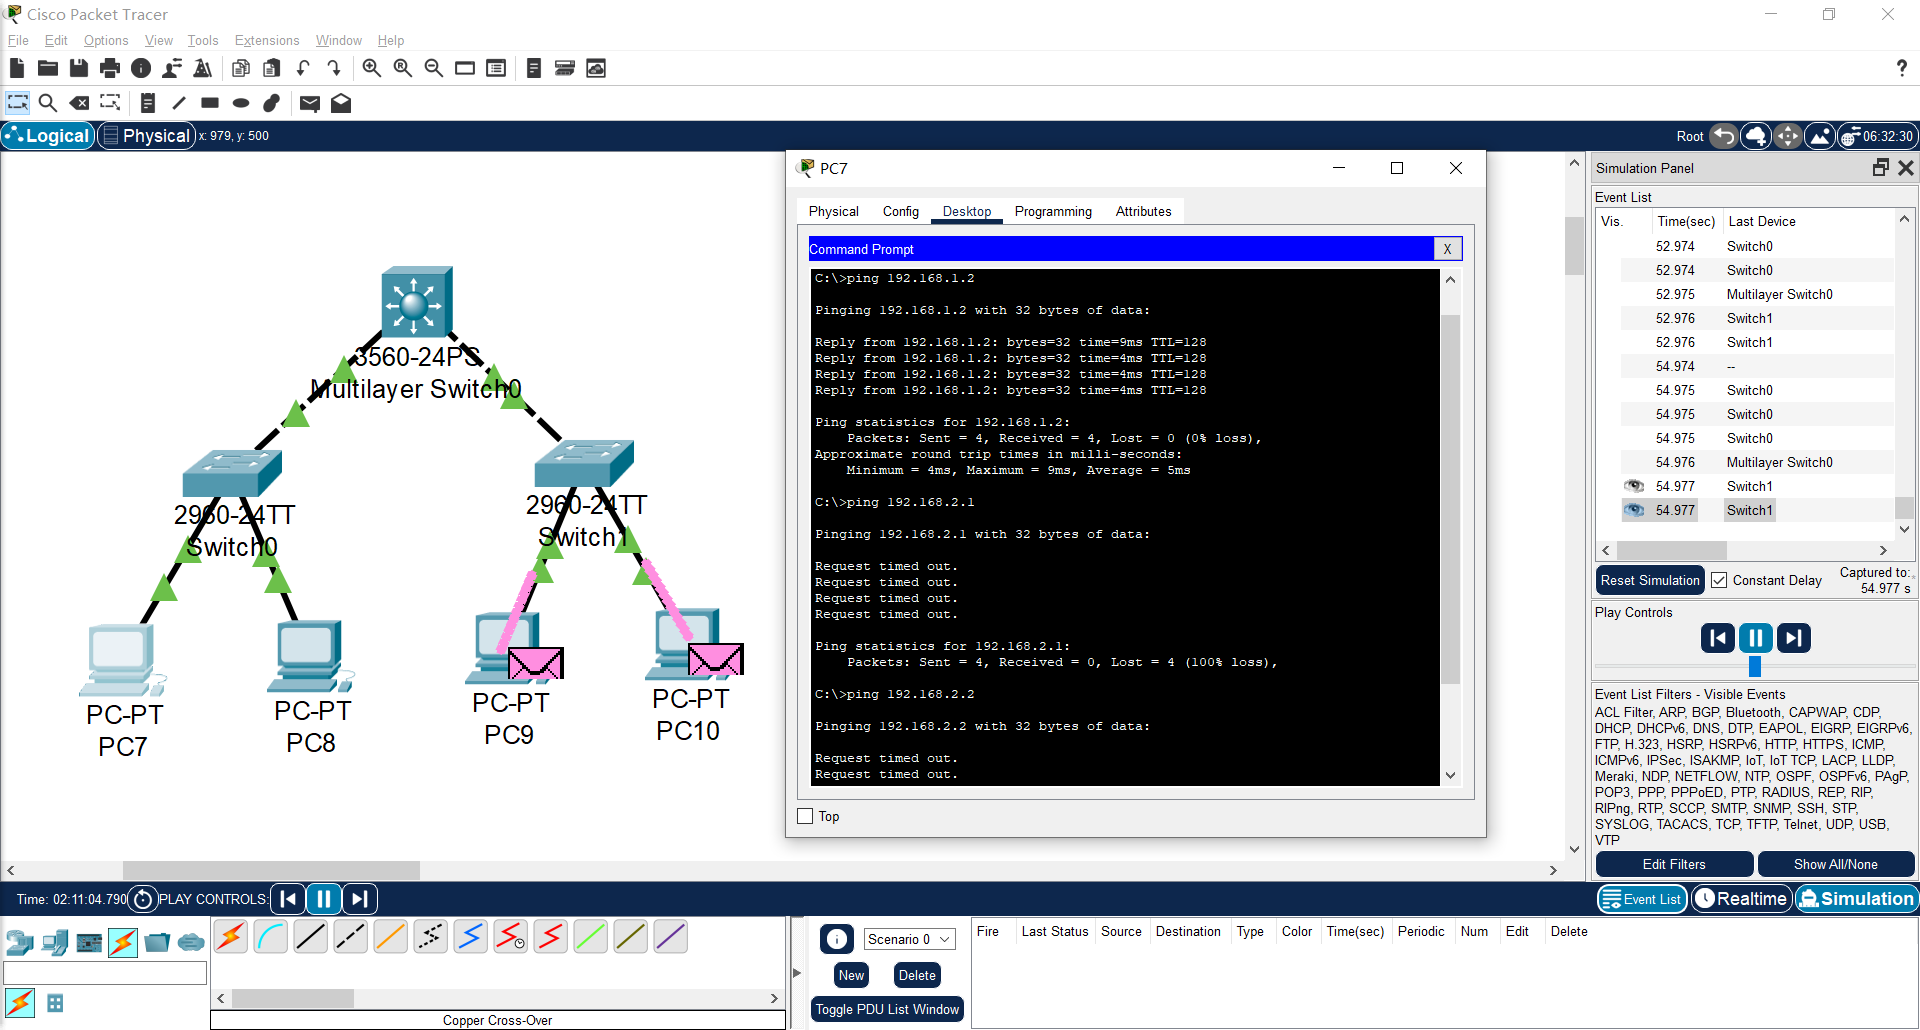 Cisco Packet Tracer
File Edit Options View Tools Extensions Window Help
?
Logical Physical x: 979, y: 500
Root 06:32:30
3560-24PS
Multilayer Switch0
2960-24TT
Switch0
2960-24TT
Switch1
PC-PT
PC7
PC-PT
PC8
PC-PT
PC9
PC-PT
PC10
PC7
Physical Config Desktop Programming Attributes
Command Prompt X
C:\>ping 192.168.1.2
Pinging 192.168.1.2 with 32 bytes of data:
Reply from 192.168.1.2: bytes=32 time=9ms TTL=128
Reply from 192.168.1.2: bytes=32 time=4ms TTL=128
Reply from 192.168.1.2: bytes=32 time=4ms TTL=128
Reply from 192.168.1.2: bytes=32 time=4ms TTL=128
Ping statistics for 192.168.1.2:
Packets: Sent = 4, Received = 4, Lost = 0 (0% loss),
Approximate round trip times in milli-seconds:
Minimum = 4ms, Maximum = 9ms, Average = 5ms
C:\>ping 192.168.2.1
Pinging 192.168.2.1 with 32 bytes of data:
Request timed out.
Request timed out.
Request timed out.
Request timed out.
Ping statistics for 192.168.2.1:
Packets: Sent = 4, Received = 0, Lost = 4 (100% loss),
C:\>ping 192.168.2.2
Pinging 192.168.2.2 with 32 bytes of data:
Request timed out.
Request timed out.
Top
Simulation Panel
Event List
Vis. Time(sec) Last Device
52.974 Switch0
52.974 Switch0
52.975 Multilayer Switch0
52.976 Switch1
52.976 Switch1
54.974 --
54.975 Switch0
54.975 Switch0
54.975 Switch0
54.976 Multilayer Switch0
54.977 Switch1
54.977 Switch1
Reset Simulation Constant Delay Captured to:
54.977 s
Play Controls
Event List Filters - Visible Events
ACL Filter, ARP, BGP, Bluetooth, CAPWAP, CDP,
DHCP, DHCPv6, DNS, DTP, EAPOL, EIGRP, EIGRPv6,
FTP, H.323, HSRP, HSRPv6, HTTP, HTTPS, ICMP,
ICMPv6, IPSec, ISAKMP, IoT, IoT TCP, LACP, LLDP,
Meraki, NDP, NETFLOW, NTP, OSPF, OSPFv6, PAgP,
POP3, PPP, PPPoED, PTP, RADIUS, REP, RIP,
RIPng, RTP, SCCP, SMTP, SNMP, SSH, STP,
SYSLOG, TACACS, TCP, TFTP, Telnet, UDP, USB,
VTP
Edit Filters Show All/None
Time: 02:11:04.790 PLAY CONTROLS:
Event List Realtime Simulation
Copper Cross-Over
Scenario 0
New Delete
Toggle PDU List Window
Fire Last Status Source Destination Type Color Time(sec) Periodic Num Edit Delete